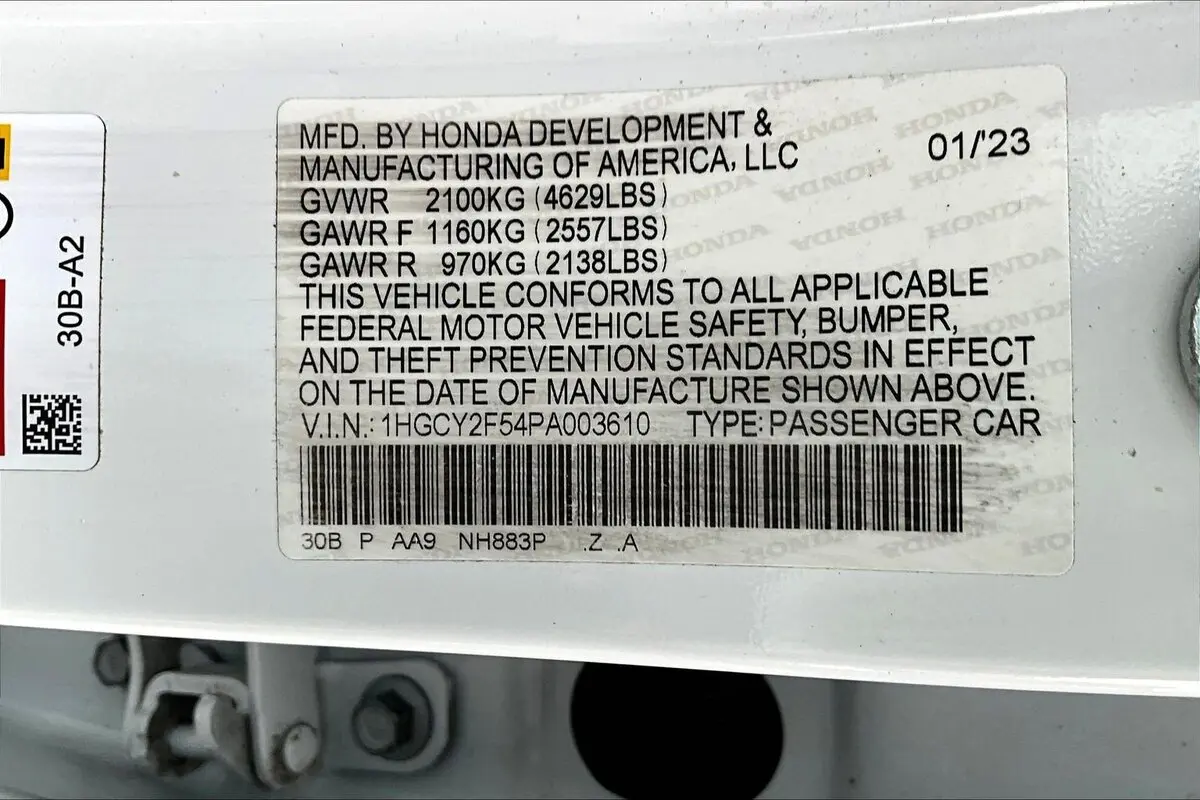 MFD. BY HONDA DEVELOPMENT &
MANUFACTURING OF AMERICA, LLC
01/'23
GVWR 2100KG (4629LBS)
GAWR F 1160KG (2557LBS)
GAWR R 970KG (2138LBS)
THIS VEHICLE CONFORMS TO ALL APPLICABLE
FEDERAL MOTOR VEHICLE SAFETY, BUMPER,
AND THEFT PREVENTION STANDARDS IN EFFECT
ON THE DATE OF MANUFACTURE SHOWN ABOVE.
V.I.N.: 1HGCY2F54PA003610 TYPE: PASSENGER CAR
30B P AA9 NH883P .Z .A
30B-A2